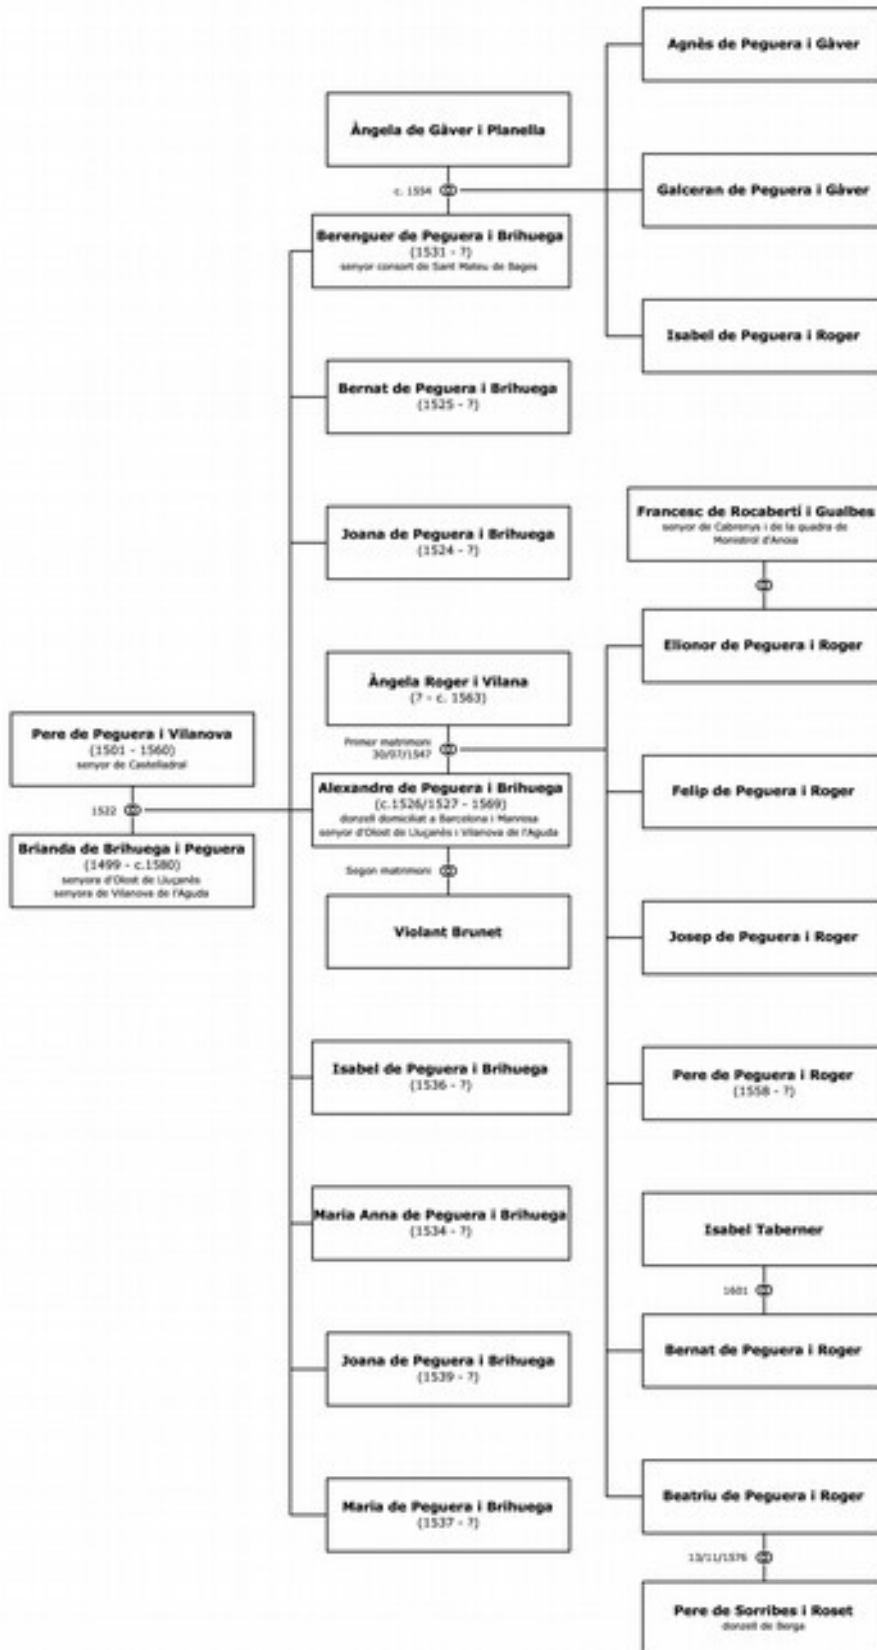 Agnès de Peguera i Gàver
Àngela de Gàver i Planella
c. 1554
Galceran de Peguera i Gàver
Berenguer de Peguera i Brihuega
(1531 - ?)
senyor consort de Sant Mateu de Bages
Isabel de Peguera i Roger
Bernat de Peguera i Brihuega
(1525 - ?)
Francesc de Rocabertí i Gualbes
senyor de Cabrenys i de la quadra de
Monistrol d'Anoia
Joana de Peguera i Brihuega
(1524 - ?)
Elionor de Peguera i Roger
Àngela Roger i Vilana
(? - c. 1563)
Pere de Peguera i Vilanova
(1501 - 1560)
senyor de Castelladral
Primer matrimoni
30/07/1547
Felip de Peguera i Roger
Alexandre de Peguera i Brihuega
(c.1526/1527 - 1569)
donzell domiciliat a Barcelona i Manresa
senyor d'Olost de Lluçanès i Vilanova de l'Aguda
1522
Brianda de Brihuega i Peguera
(1499 - c.1580)
senyora d'Olost de Lluçanès
senyora de Vilanova de l'Aguda
Segon matrimoni
Violant Brunet
Josep de Peguera i Roger
Isabel de Peguera i Brihuega
(1536 - ?)
Pere de Peguera i Roger
(1558 - ?)
Maria Anna de Peguera i Brihuega
(1534 - ?)
Isabel Taberner
1601
Joana de Peguera i Brihuega
(1539 - ?)
Bernat de Peguera i Roger
Maria de Peguera i Brihuega
(1537 - ?)
Beatriu de Peguera i Roger
13/11/1576
Pere de Sorribes i Roset
donzell de Berga